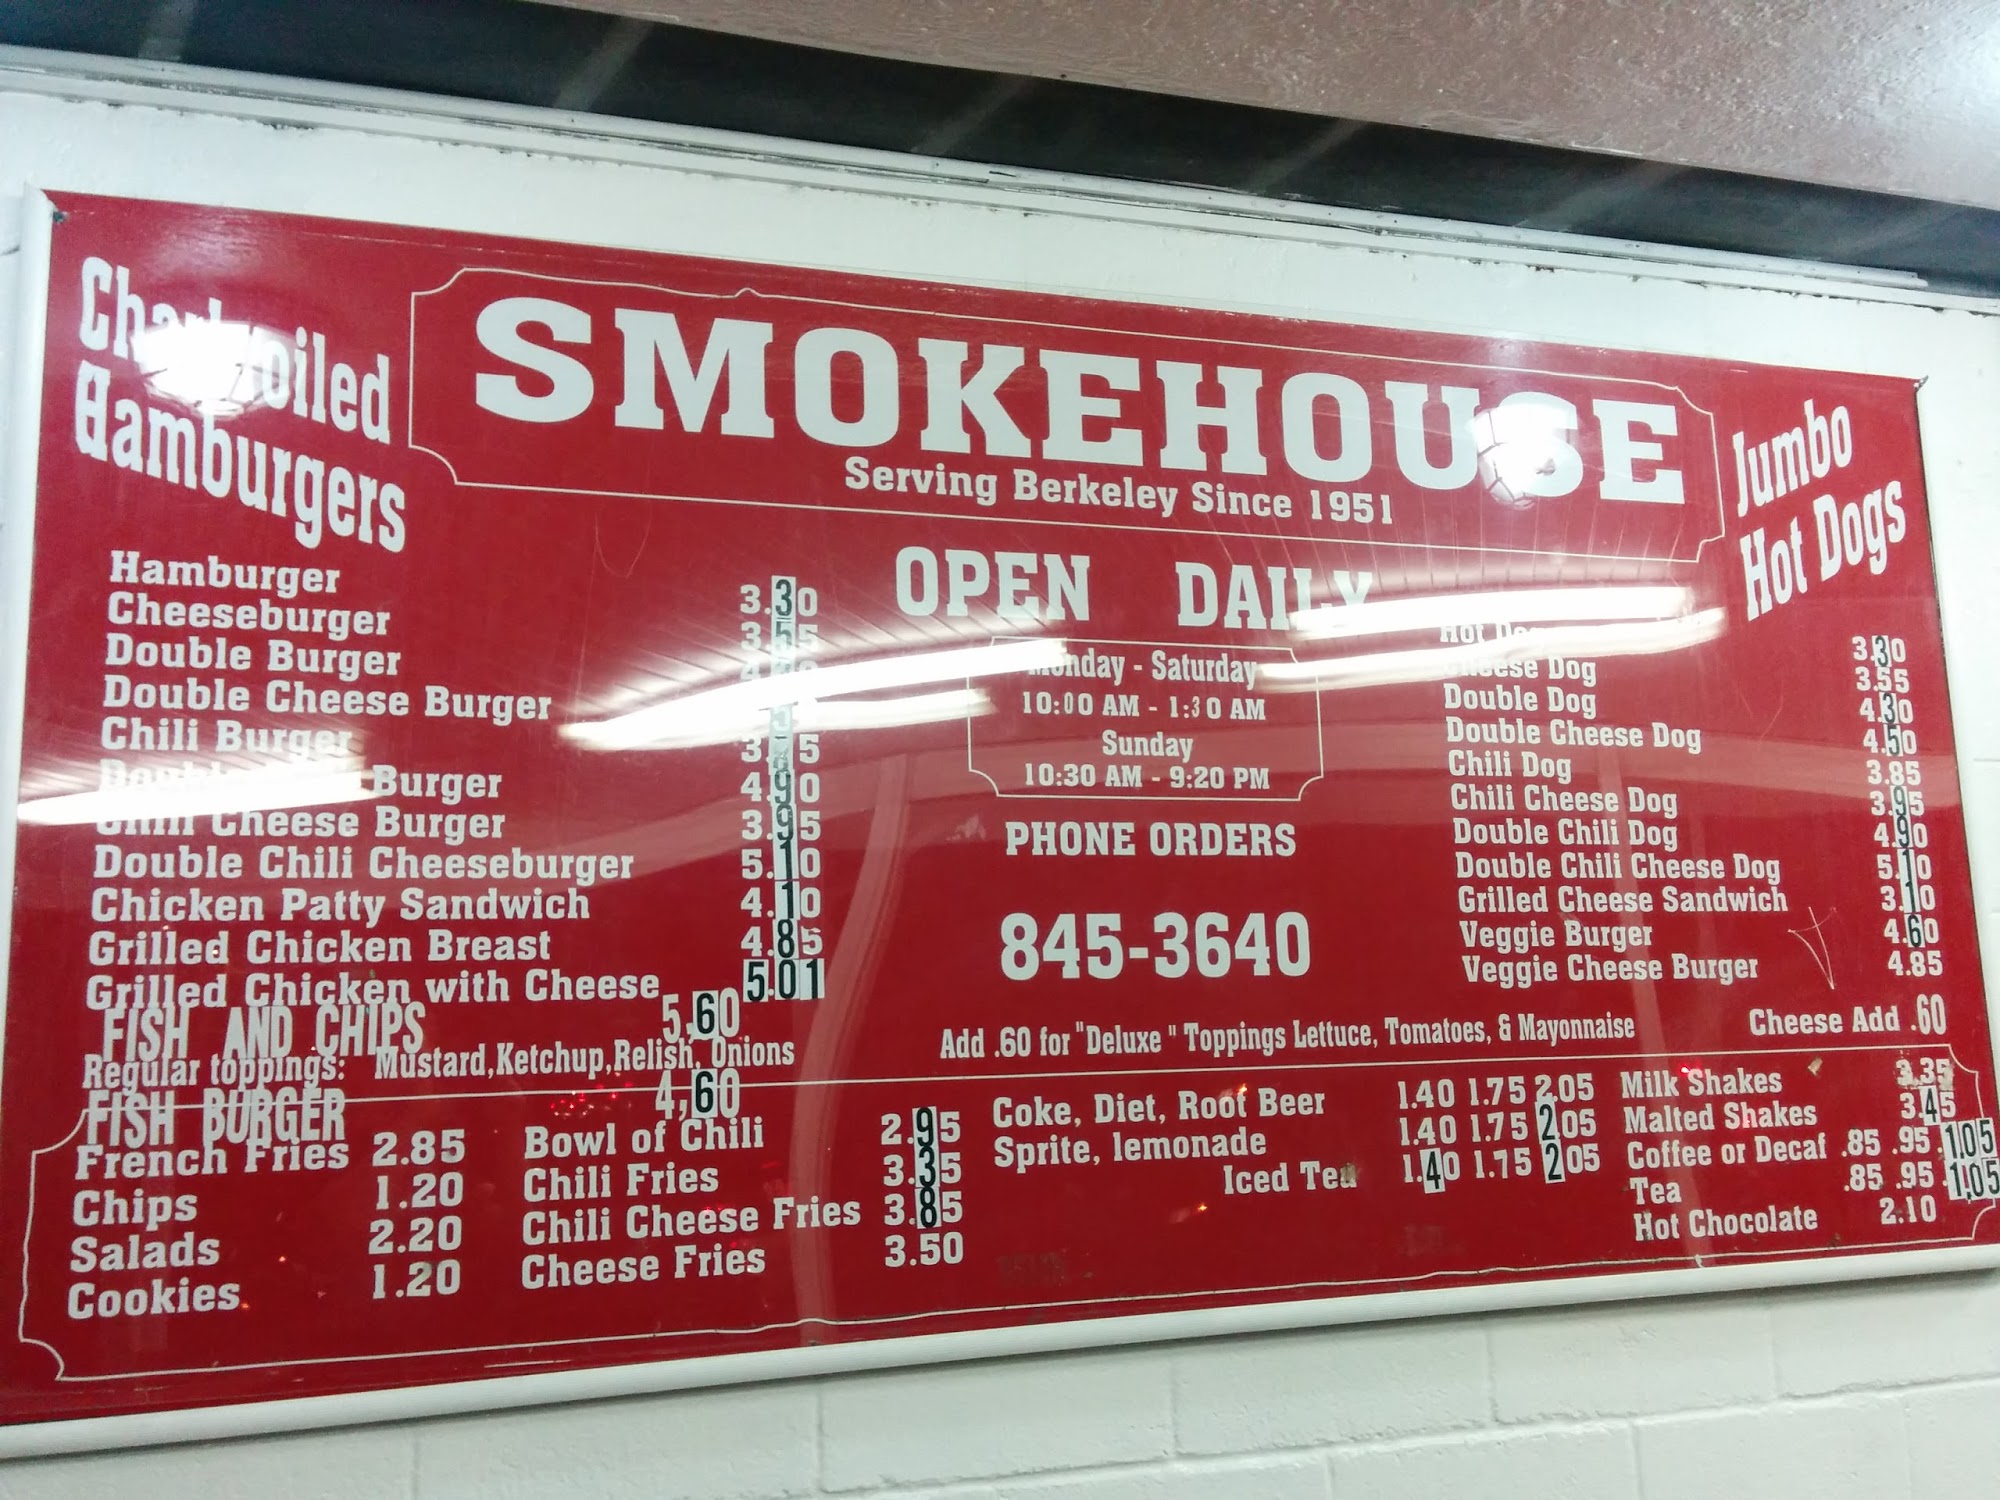 Hamburgers
SMOKEHOUSE
Serving Berkeley Since 1951
Jumbo
Hot Dogs
Hamburger 3.30
Cheeseburger 3.55
Double Burger
Double Cheese Burger
Chili Burger
Burger 4.90
Cheese Burger 3.95
Double Chili Cheeseburger 5.10
Chicken Patty Sandwich 4.10
Grilled Chicken Breast 4.85
Grilled Chicken with Cheese 5.01
FISH AND CHIPS 5,60
Regular toppings: Mustard,Ketchup,Relish, Onions
FISH BURGER 4,60
OPEN DAILY
Monday - Saturday
10:00 AM - 1:30 AM
Sunday
10:30 AM - 9:20 PM
PHONE ORDERS
845-3640
Hot 3.30
Cheese Dog 3.55
Double Dog 4.30
Double Cheese Dog 4.50
Chili Dog 3.85
Chili Cheese Dog 3.95
Double Chili Dog 4.90
Double Chili Cheese Dog 5.10
Grilled Cheese Sandwich 3.10
Veggie Burger 4.60
Veggie Cheese Burger 4.85
Add .60 for "Deluxe " Toppings Lettuce, Tomatoes, & Mayonnaise
Cheese Add .60
French Fries 2.85
Chips 1.20
Salads 2.20
Cookies 1.20
Bowl of Chili 2.95
Chili Fries 3.35
Chili Cheese Fries 3.85
Cheese Fries 3.50
Coke, Diet, Root Beer 1.40 1.75 2.05
Sprite, lemonade 1.40 1.75 2.05
Iced Tea 1.40 1.75 2.05
Milk Shakes 3.35
Malted Shakes 3.45
Coffee or Decaf .85 .95 1.05
Tea .85 .95 1.05
Hot Chocolate 2.10